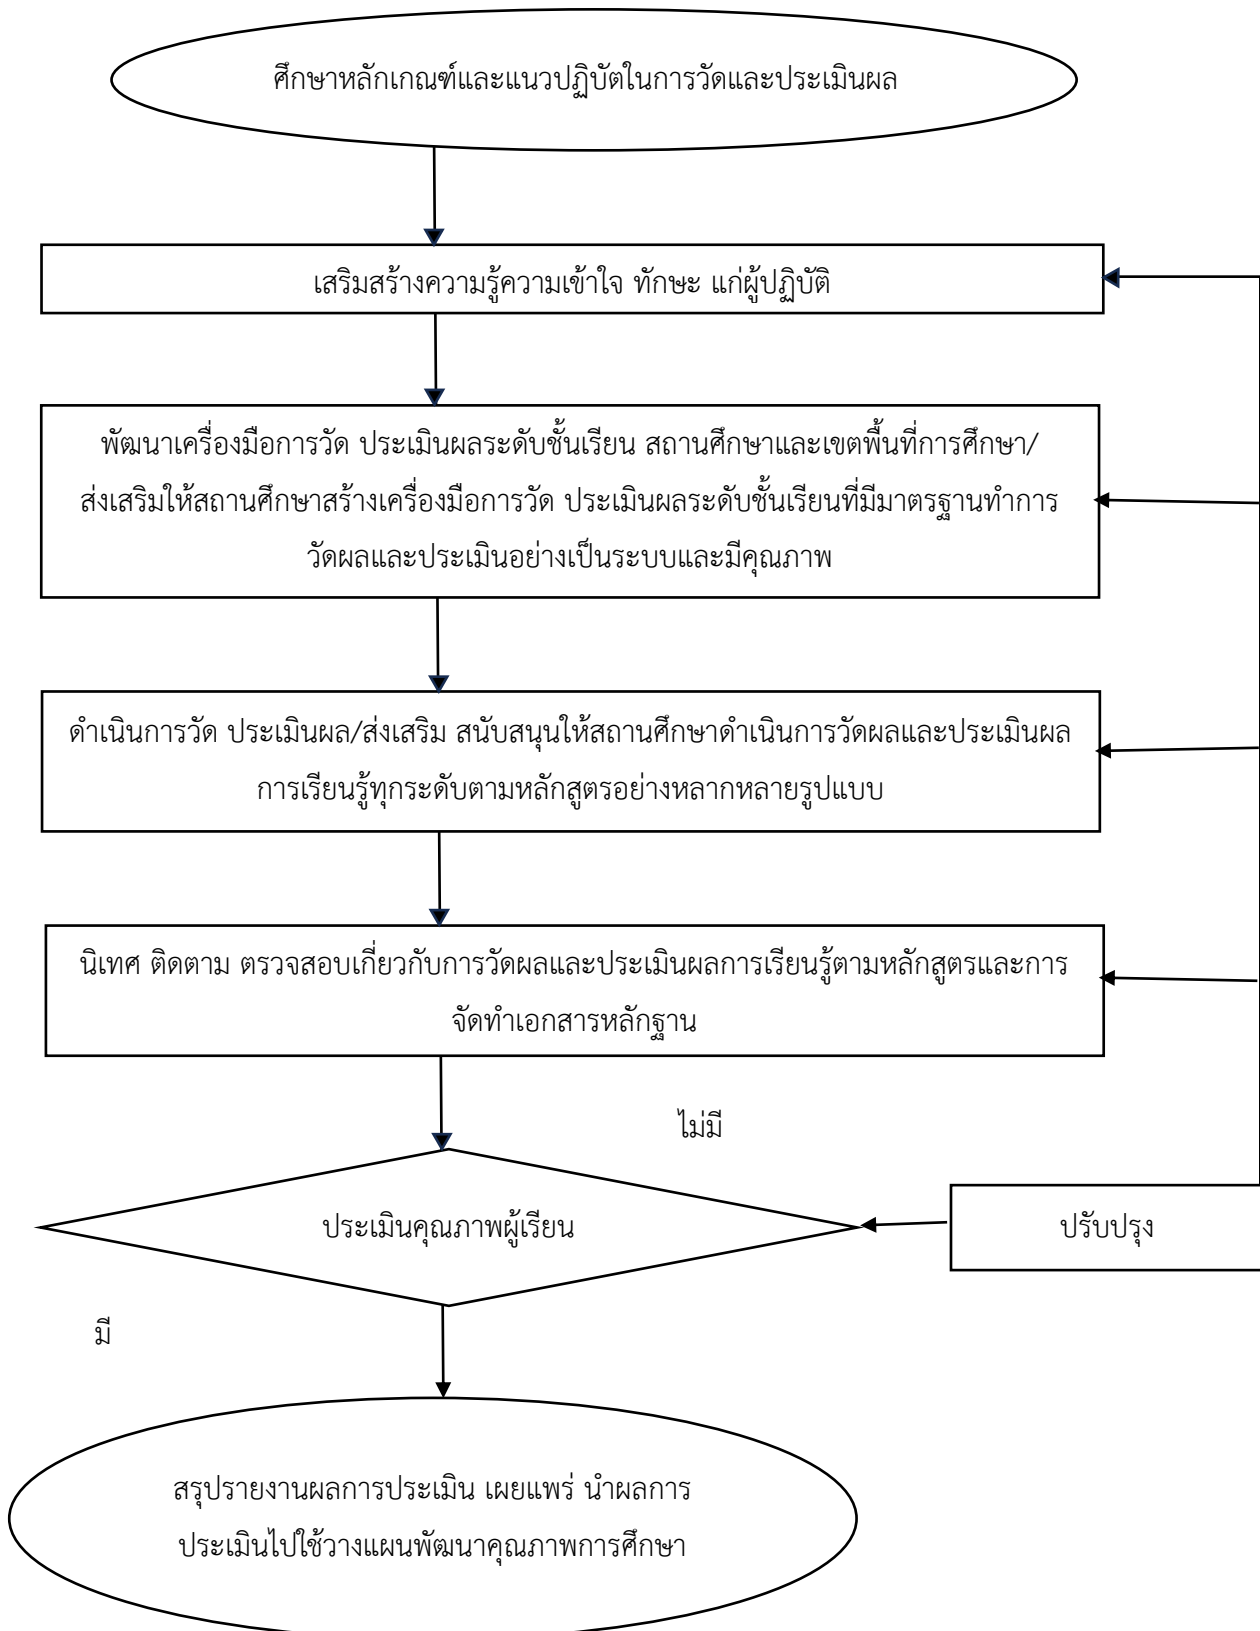 ศึกษาหลักเกณฑ์และแนวปฏิบัตในการวัดและประเมินผล
เสริมสร้างความรู้ความเข้าใจ ทักษะ แก่ผู้ปฏิบัติ
พัฒนาเครื่องมือการวัด ประเมินผลระดับชั้นเรียน สถานศึกษาและเขตพื้นที่การศึกษา/
ส่งเสริมให้สถานศึกษาสร้างเครื่องมือการวัด ประเมินผลระดับชั้นเรียนที่มีมาตรฐานทำการ
วัดผลและประเมินอย่างเป็นระบบและมีคุณภาพ
ดำเนินการวัด ประเมินผล/ส่งเสริม สนับสนุนให้สถานศึกษาดำเนินการวัดผลและประเมินผล
การเรียนรู้ทุกระดับตามหลักสูตรอย่างหลากหลายรูปแบบ
นิเทศ ติดตาม ตรวจสอบเกี่ยวกับการวัดผลและประเมินผลการเรียนรู้ตามหลักสูตรและการ
จัดทำเอกสารหลักฐาน
ไม่มี
ประเมินคุณภาพผู้เรียน
ปรับปรุง
มี
สรุปรายงานผลการประเมิน เผยแพร่ นำผลการ
ประเมินไปใช้วางแผนพัฒนาคุณภาพการศึกษา